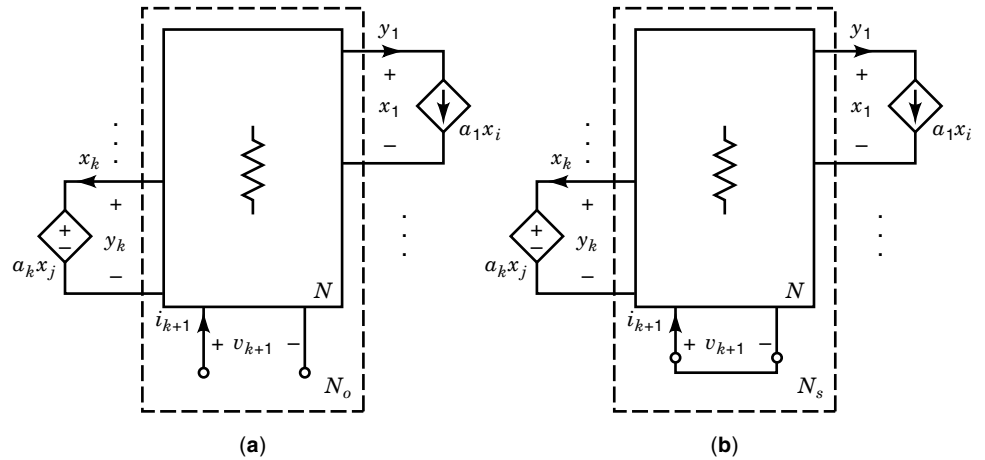 y₁
+
x₁
−
a₁xᵢ
xₖ
+
yₖ
−
+
−
aₖxⱼ
N
iₖ₊₁
+ vₖ₊₁ −
Nₒ
(a)
y₁
+
x₁
−
a₁xᵢ
xₖ
+
yₖ
−
+
−
aₖxⱼ
N
iₖ₊₁
+ vₖ₊₁ −
Nₛ
(b)